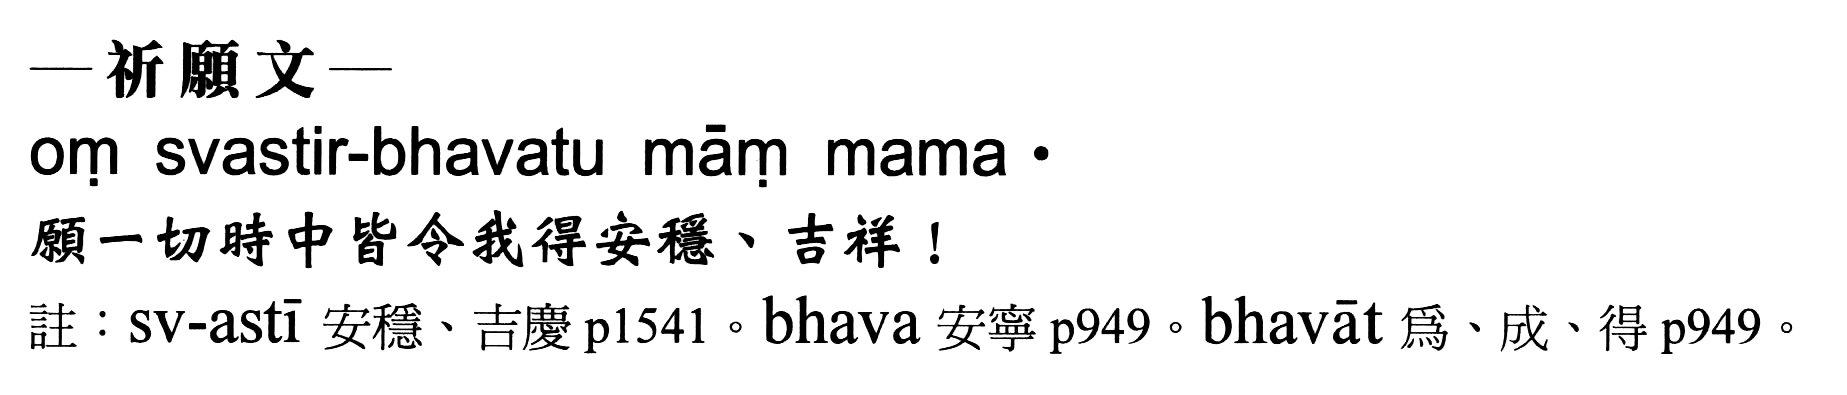 —祈願文—
oṃ svastir-bhavatu māṃ mama •
願一切時中皆令我得安穩、吉祥！
註：sv-astī 安穩、吉慶 p1541。bhava 安寧 p949。bhavāt 爲、成、得 p949。